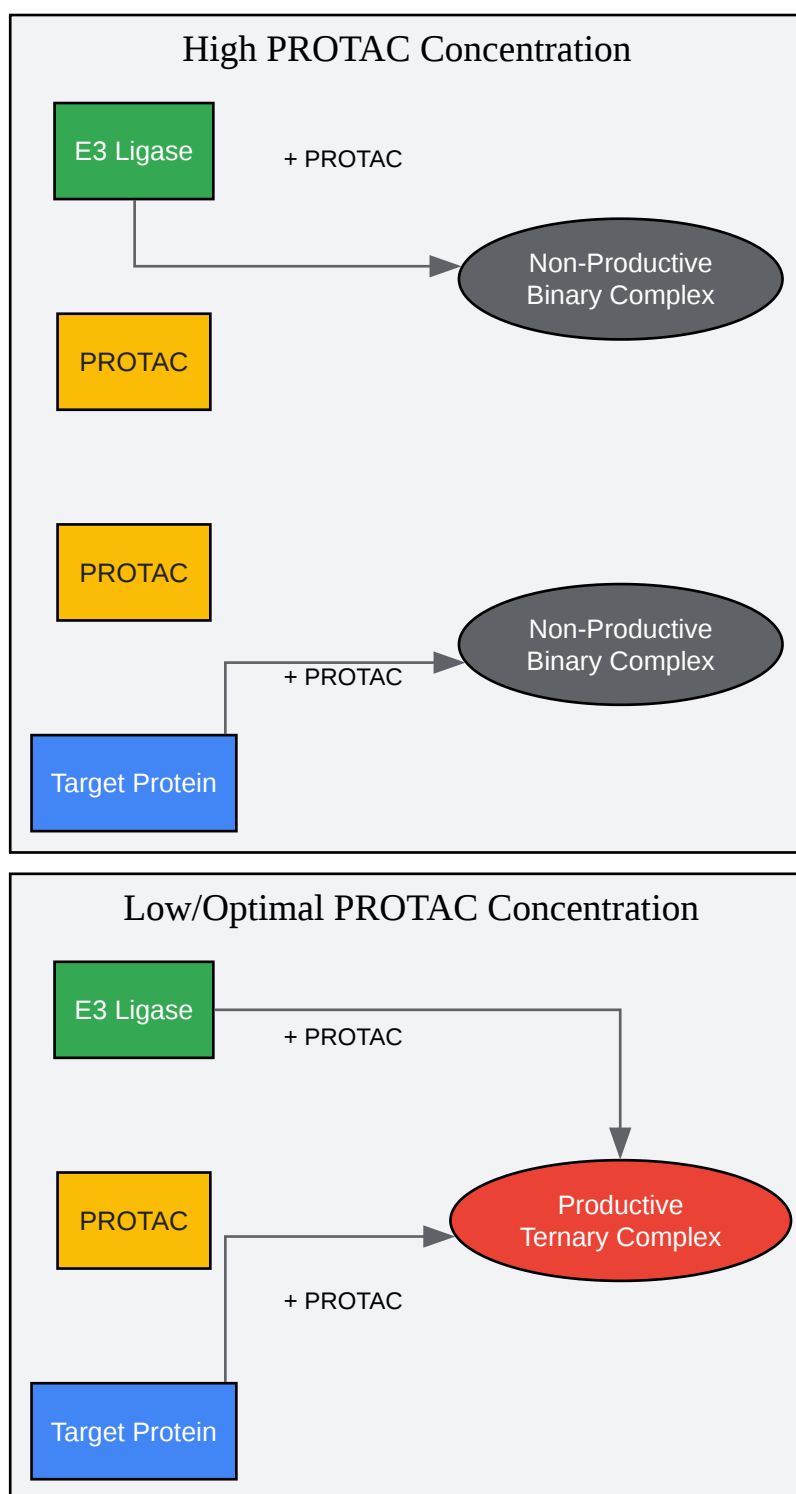 High PROTAC Concentration
E3 Ligase
+ PROTAC
Non-Productive
Binary Complex
PROTAC
PROTAC
Non-Productive
Binary Complex
+ PROTAC
Target Protein
Low/Optimal PROTAC Concentration
E3 Ligase
+ PROTAC
PROTAC
Productive
Ternary Complex
+ PROTAC
Target Protein